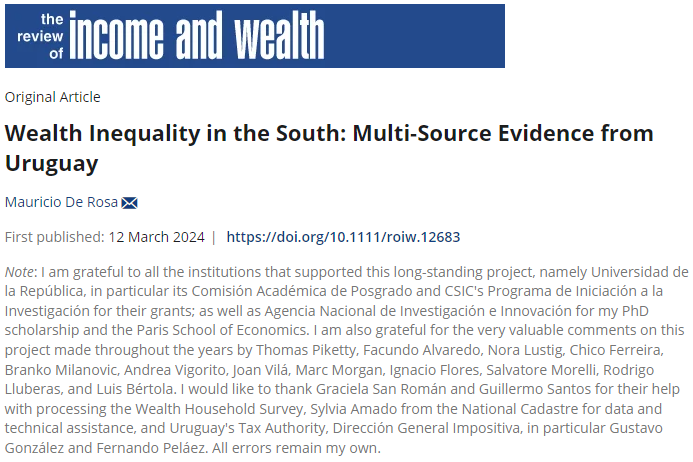 the
review
of
income and wealth
Original Article
Wealth Inequality in the South: Multi-Source Evidence from
Uruguay
Mauricio De Rosa
First published: 12 March 2024 | https://doi.org/10.1111/roiw.12683
Note: I am grateful to all the institutions that supported this long-standing project, namely Universidad de
la República, in particular its Comisión Académica de Posgrado and CSIC's Programa de Iniciación a la
Investigación for their grants; as well as Agencia Nacional de Investigación e Innovación for my PhD
scholarship and the Paris School of Economics. I am also grateful for the very valuable comments on this
project made throughout the years by Thomas Piketty, Facundo Alvaredo, Nora Lustig, Chico Ferreira,
Branko Milanovic, Andrea Vigorito, Joan Vilá, Marc Morgan, Ignacio Flores, Salvatore Morelli, Rodrigo
Lluberas, and Luis Bértola. I would like to thank Graciela San Román and Guillermo Santos for their help
with processing the Wealth Household Survey, Sylvia Amado from the National Cadastre for data and
technical assistance, and Uruguay's Tax Authority, Dirección General Impositiva, in particular Gustavo
González and Fernando Peláez. All errors remain my own.